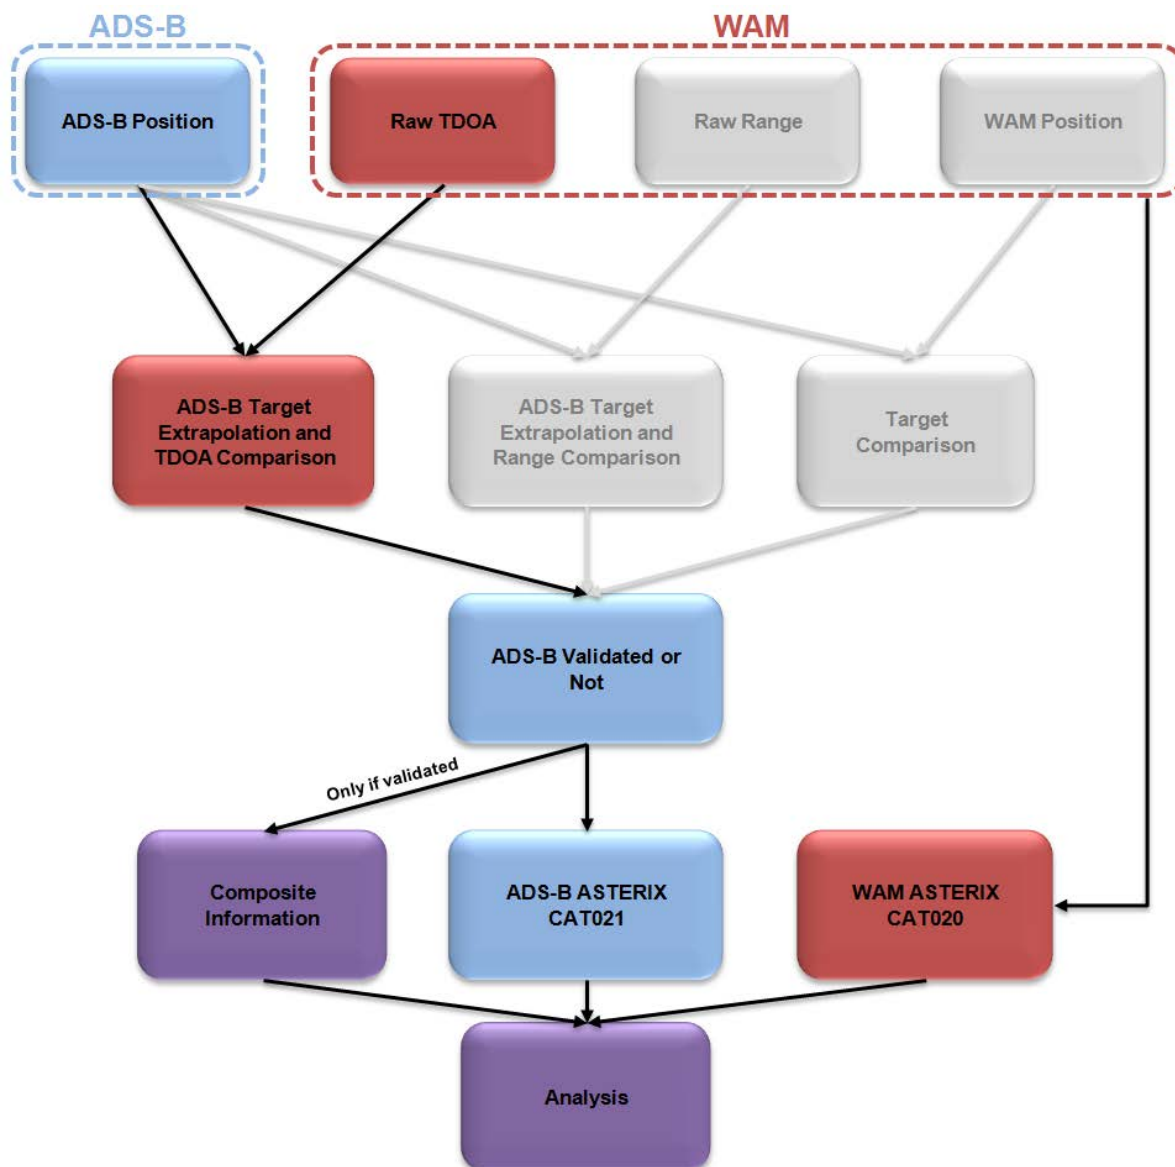 ADS-B
WAM
ADS-B Position
Raw TDOA
Raw Range
WAM Position
ADS-B Target
Extrapolation and
TDOA Comparison
ADS-B Target
Extrapolation and
Range Comparison
Target
Comparison
ADS-B Validated or
Not
Only if validated
Composite
Information
ADS-B ASTERIX
CAT021
WAM ASTERIX
CAT020
Analysis